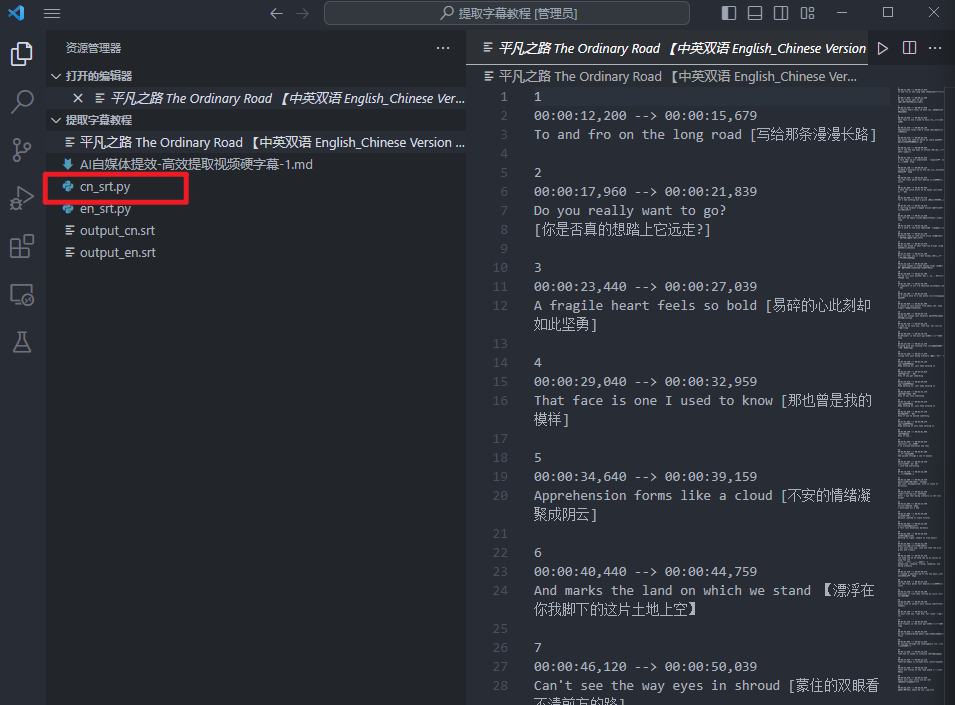 提取字幕教程 [管理员]
资源管理器
打开的编辑器
平凡之路 The Ordinary Road 【中英双语 English_Chinese Ver...
提取字幕教程
平凡之路 The Ordinary Road 【中英双语 English_Chinese Version ...
AI自媒体提效-高效提取视频硬字幕-1.md
cn_srt.py
en_srt.py
output_cn.srt
output_en.srt
平凡之路 The Ordinary Road 【中英双语 English_Chinese Version
平凡之路 The Ordinary Road 【中英双语 English_Chinese Ver...
1 1
2 00:00:12,200 --> 00:00:15,679
3 To and fro on the long road [写给那条漫漫长路]
4
5 2
6 00:00:17,960 --> 00:00:21,839
7 Do you really want to go?
8 [你是否真的想踏上它远走?]
9
10 3
11 00:00:23,440 --> 00:00:27,039
12 A fragile heart feels so bold [易碎的心此刻却
如此坚勇]
13
14 4
15 00:00:29,040 --> 00:00:32,959
16 That face is one I used to know [那也曾是我的
模样]
17
18 5
19 00:00:34,640 --> 00:00:39,159
20 Apprehension forms like a cloud [不安的情绪凝
聚成阴云]
21
22 6
23 00:00:40,440 --> 00:00:44,759
24 And marks the land on which we stand 【漂浮在
你我脚下的这片土地上空】
25
26 7
27 00:00:46,120 --> 00:00:50,039
28 Can't see the way eyes in shroud [蒙住的双眼看
不清前方的路]